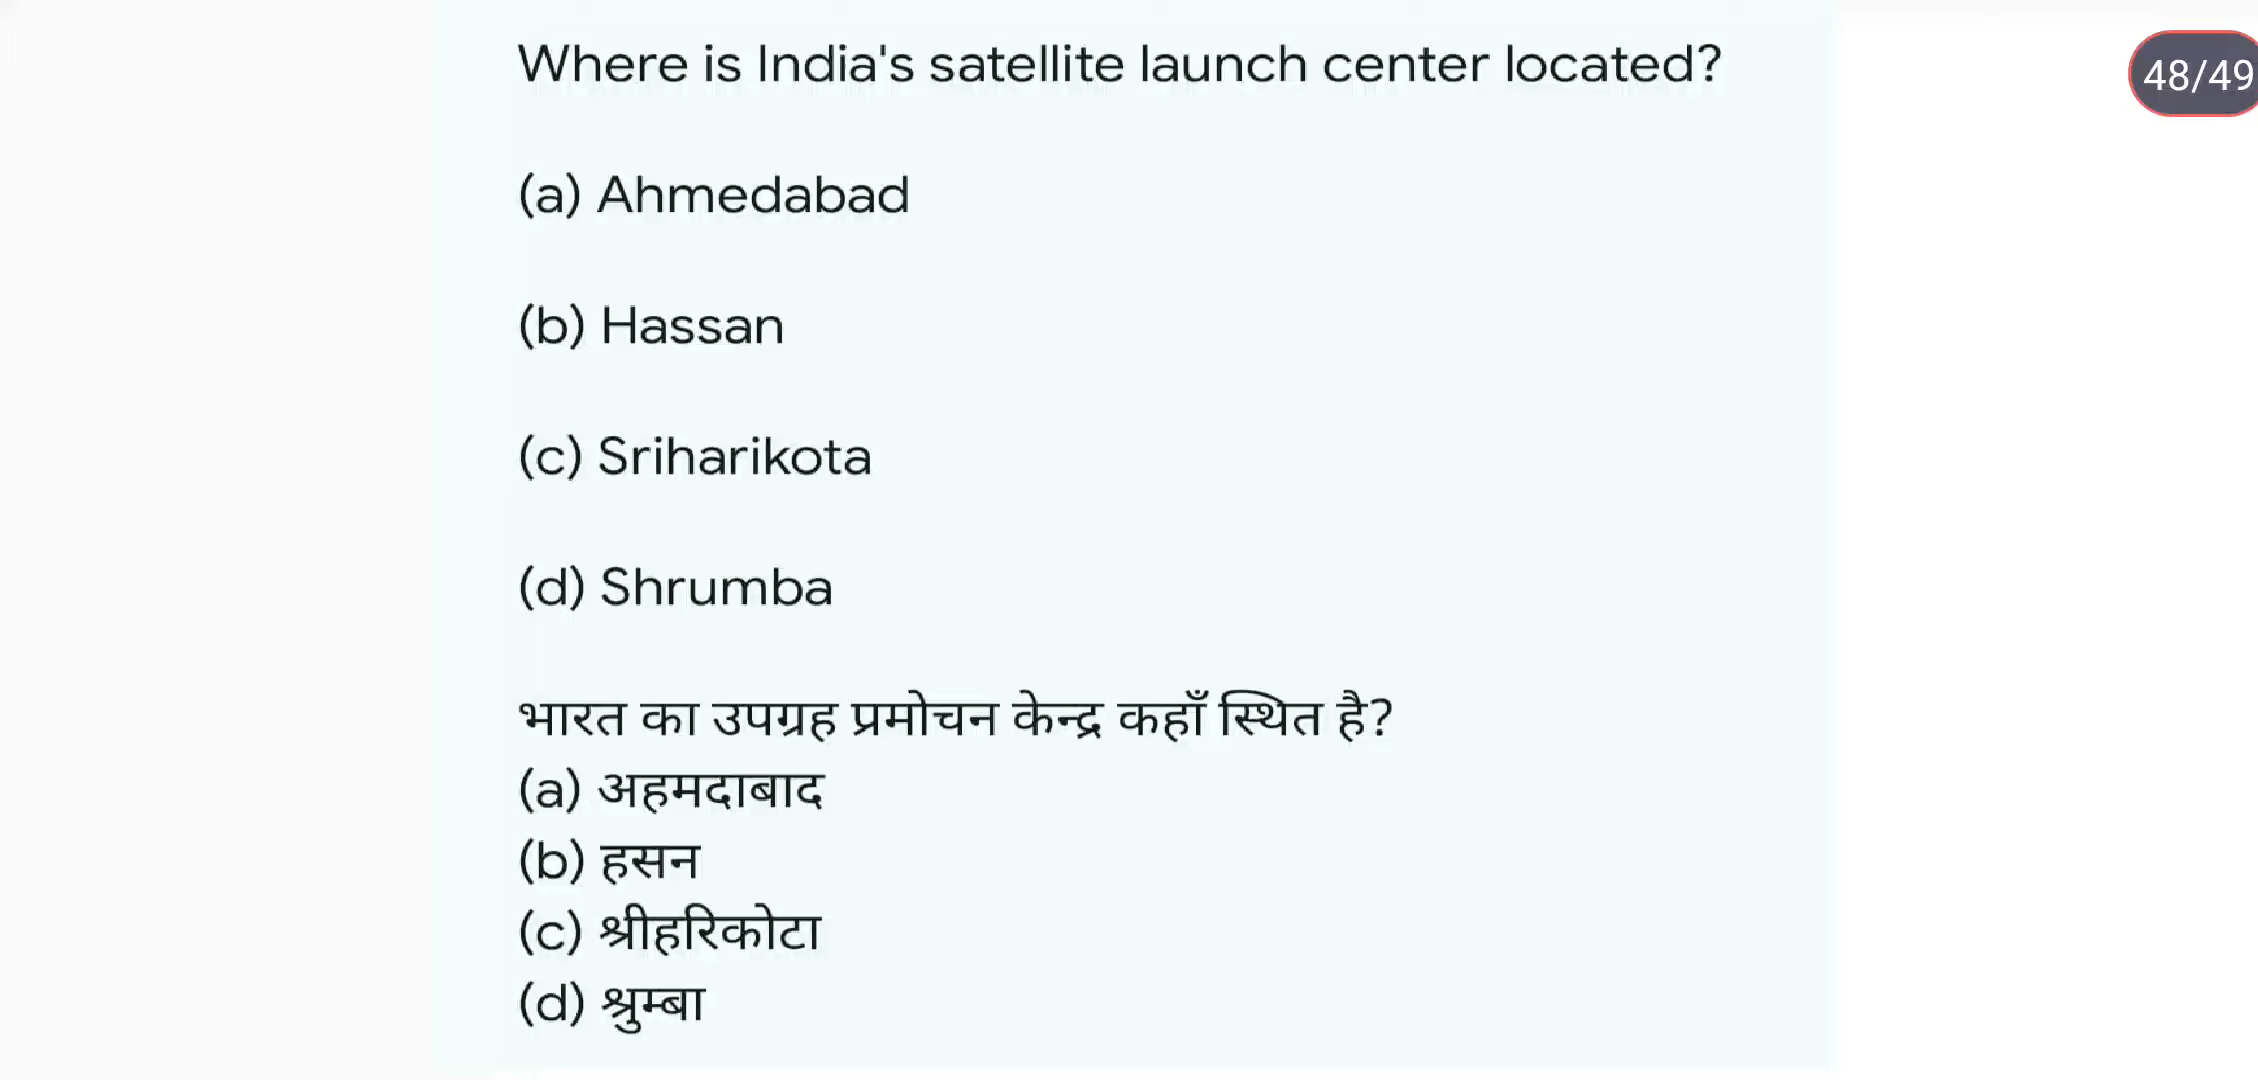 Where is India's satellite launch center located?
48/49
(a) Ahmedabad
(b) Hassan
(c) Sriharikota
(d) Shrumba
भारत का उपग्रह प्रमोचन केन्द्र कहाँ स्थित है?
(a) अहमदाबाद
(b) हसन
(c) श्रीहरिकोटा
(d) श्रुम्बा